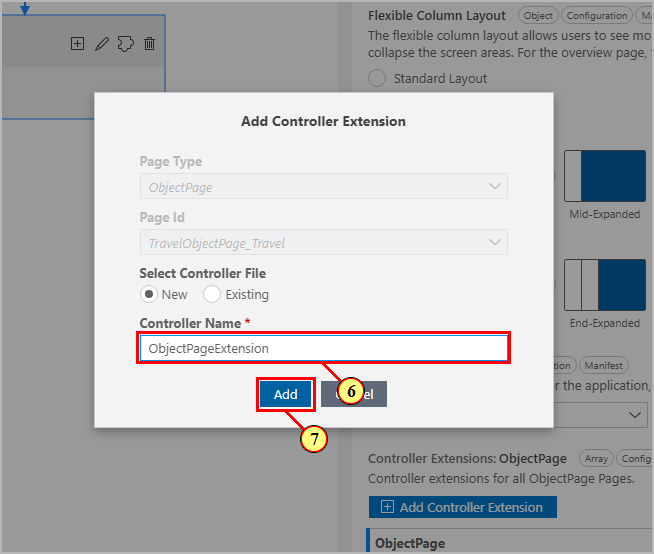 Flexible Column Layout Object Configuration
The flexible column layout allows users to see mo
collapse the screen areas. For the overview page,
Standard Layout
Add Controller Extension
Page Type
ObjectPage
Page Id
TravelObjectPage_Travel
Mid-Expanded
Select Controller File
New Existing
Controller Name *
End-Expanded
ObjectPageExtension
Manifest
6
or the application,
Add
7
Controller Extensions: ObjectPage Array Config
Controller extensions for all ObjectPage Pages.
Add Controller Extension
ObjectPage